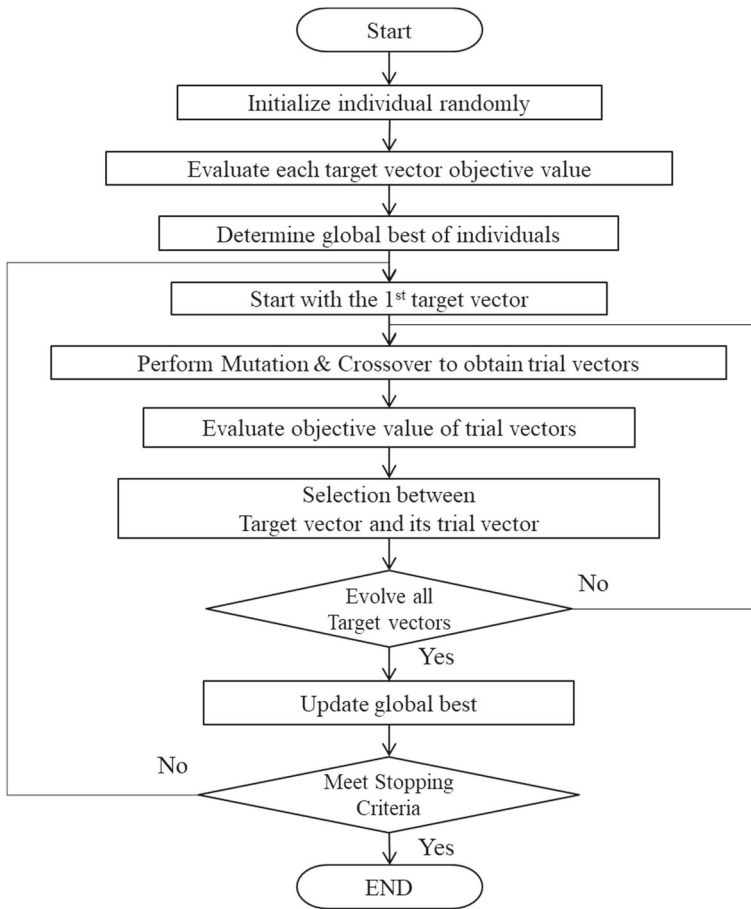 Start
Initialize individual randomly
Evaluate each target vector objective value
Determine global best of individuals
Start with the 1st target vector
Perform Mutation & Crossover to obtain trial vectors
Evaluate objective value of trial vectors
Selection between
Target vector and its trial vector
Evolve all
Target vectors
No
Yes
Update global best
No
Meet Stopping
Criteria
Yes
END